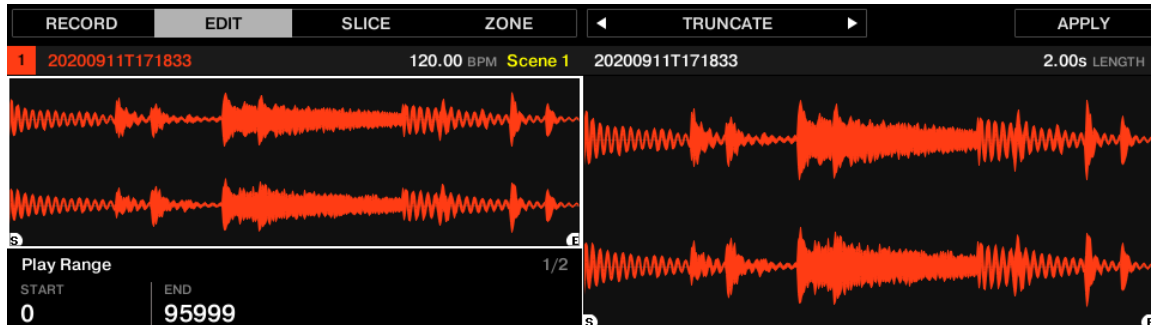 RECORD EDIT SLICE ZONE ◀ TRUNCATE ▶ APPLY
1 20200911T171833 120.00 BPM Scene 1 20200911T171833 2.00s LENGTH
S E
Play Range 1/2
START END
0 95999
S E